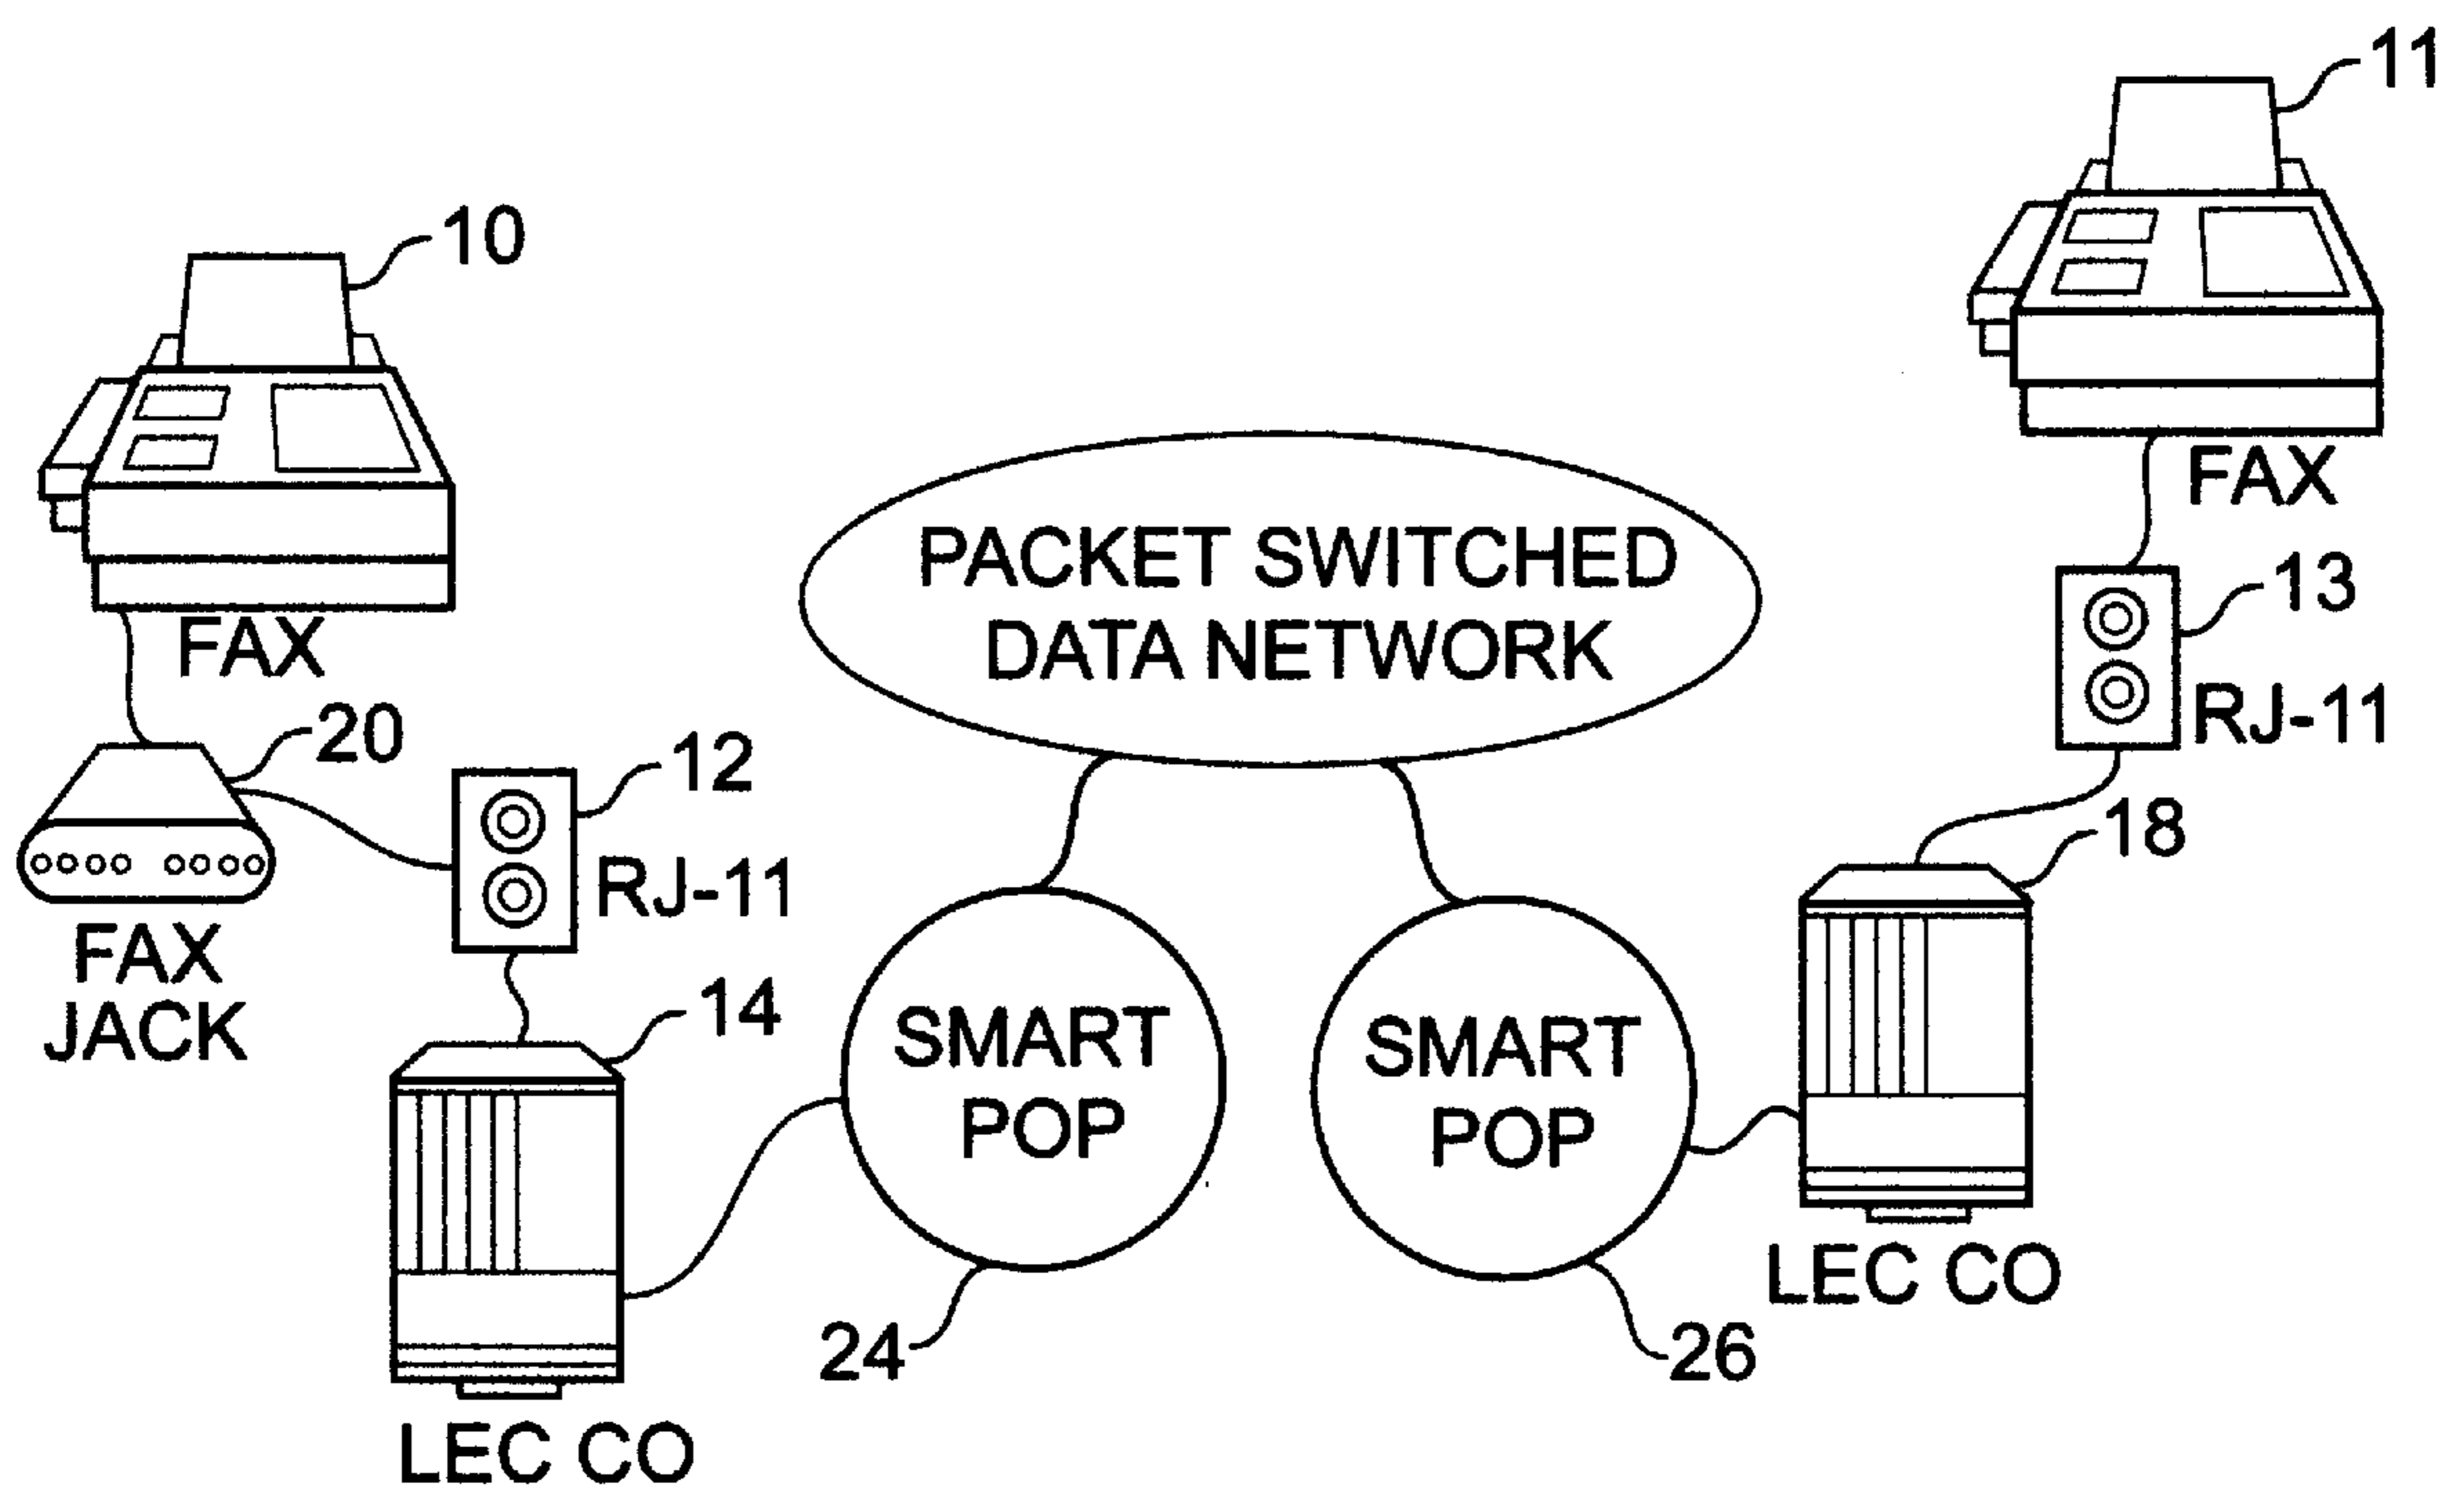 11
10
FAX
PACKET SWITCHED
DATA NETWORK
13
FAX
RJ-11
20
12
18
RJ-11
FAX
JACK
14
SMART
POP
SMART
POP
LEC CO
24
26
LEC CO